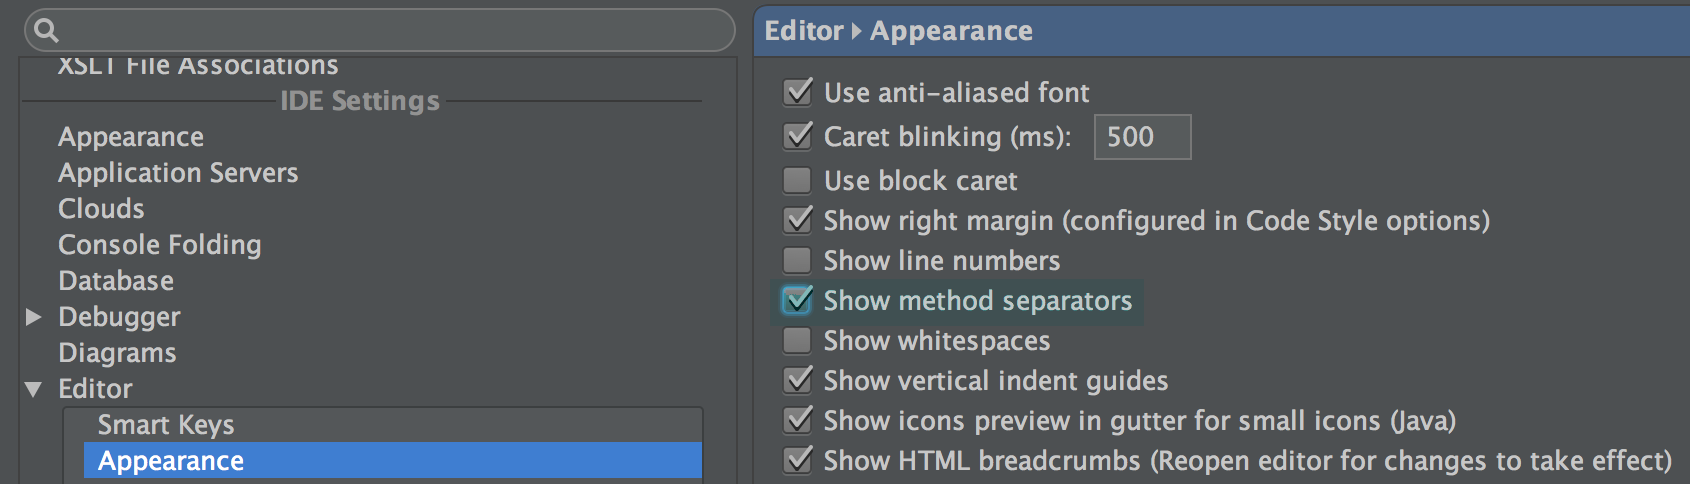 XSLT File Associations
IDE Settings
Appearance
Application Servers
Clouds
Console Folding
Database
Debugger
Diagrams
Editor
Smart Keys
Appearance
Editor ▸ Appearance
Use anti-aliased font
Caret blinking (ms): 500
Use block caret
Show right margin (configured in Code Style options)
Show line numbers
Show method separators
Show whitespaces
Show vertical indent guides
Show icons preview in gutter for small icons (Java)
Show HTML breadcrumbs (Reopen editor for changes to take effect)